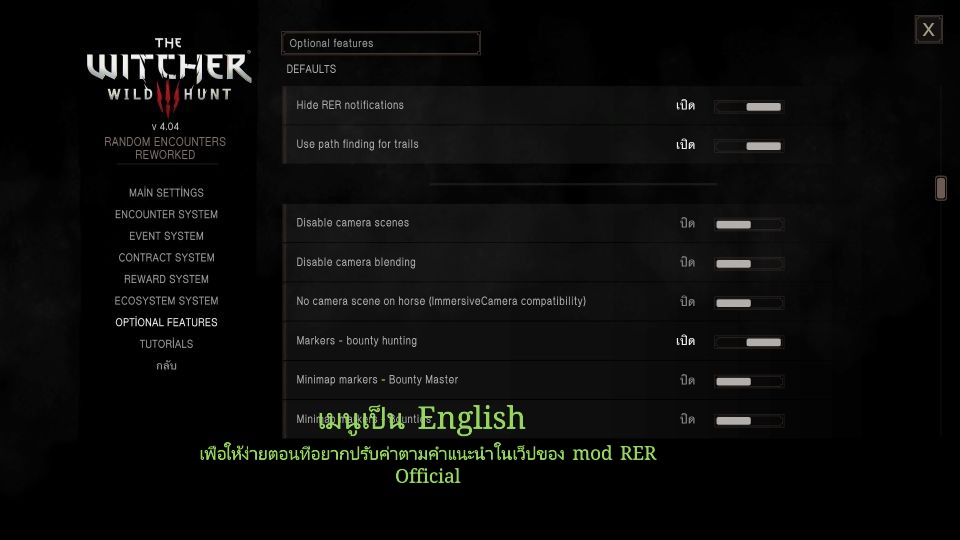 THE
WITCHER
WILD HUNT
v 4.04
RANDOM ENCOUNTERS
REWORKED
MAIN SETTINGS
ENCOUNTER SYSTEM
EVENT SYSTEM
CONTRACT SYSTEM
REWARD SYSTEM
ECOSYSTEM SYSTEM
OPTIONAL FEATURES
TUTORIALS
กลับ
Optional features
X
DEFAULTS
Hide RER notifications เปิด
Use path finding for trails เปิด
Disable camera scenes ปิด
Disable camera blending ปิด
No camera scene on horse (ImmersiveCamera compatibility) ปิด
Markers - bounty hunting เปิด
Minimap markers - Bounty Master ปิด
Minimap markers - Bounties ปิด
เมนูเป็น English
เพื่อให้ง่ายตอนที่อยากปรับค่าตามคำแนะนำในเว็ปของ mod RER
Official